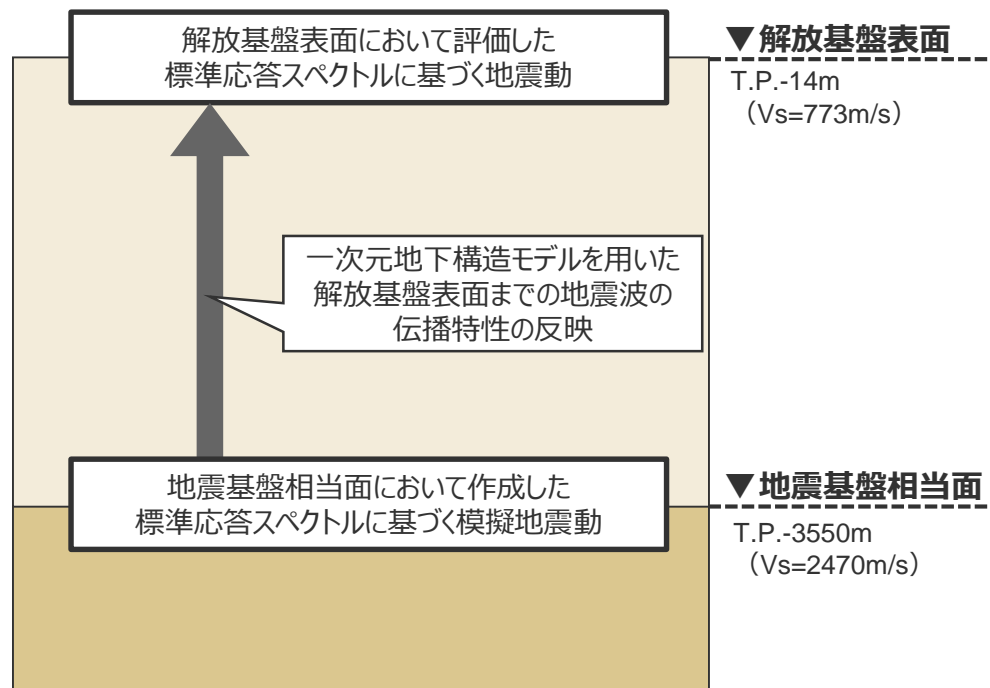 解放基盤表面において評価した
標準応答スペクトルに基づく地震動
▼解放基盤表面
T.P.-14m
（Vs=773m/s）
一次元地下構造モデルを用いた
解放基盤表面までの地震波の
伝播特性の反映
地震基盤相当面において作成した
標準応答スペクトルに基づく模擬地震動
▼地震基盤相当面
T.P.-3550m
（Vs=2470m/s）